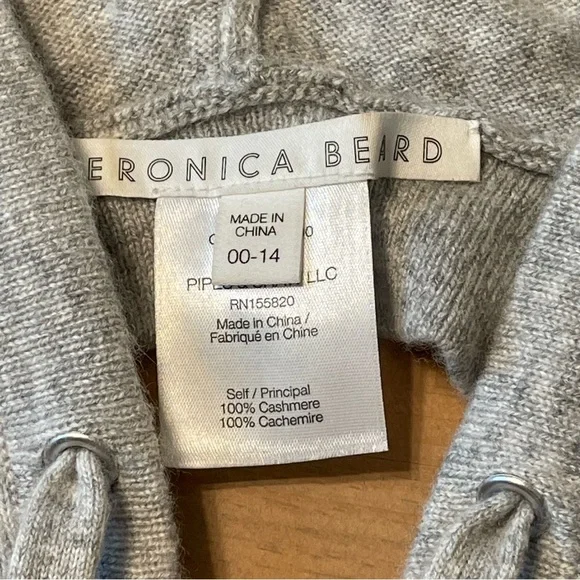 ERONICA BEARD
MADE IN
CHINA
00-14
LLC
RN155820
Made in China /
Fabriqué en Chine
Self / Principal
100% Cashmere
100% Cachemire